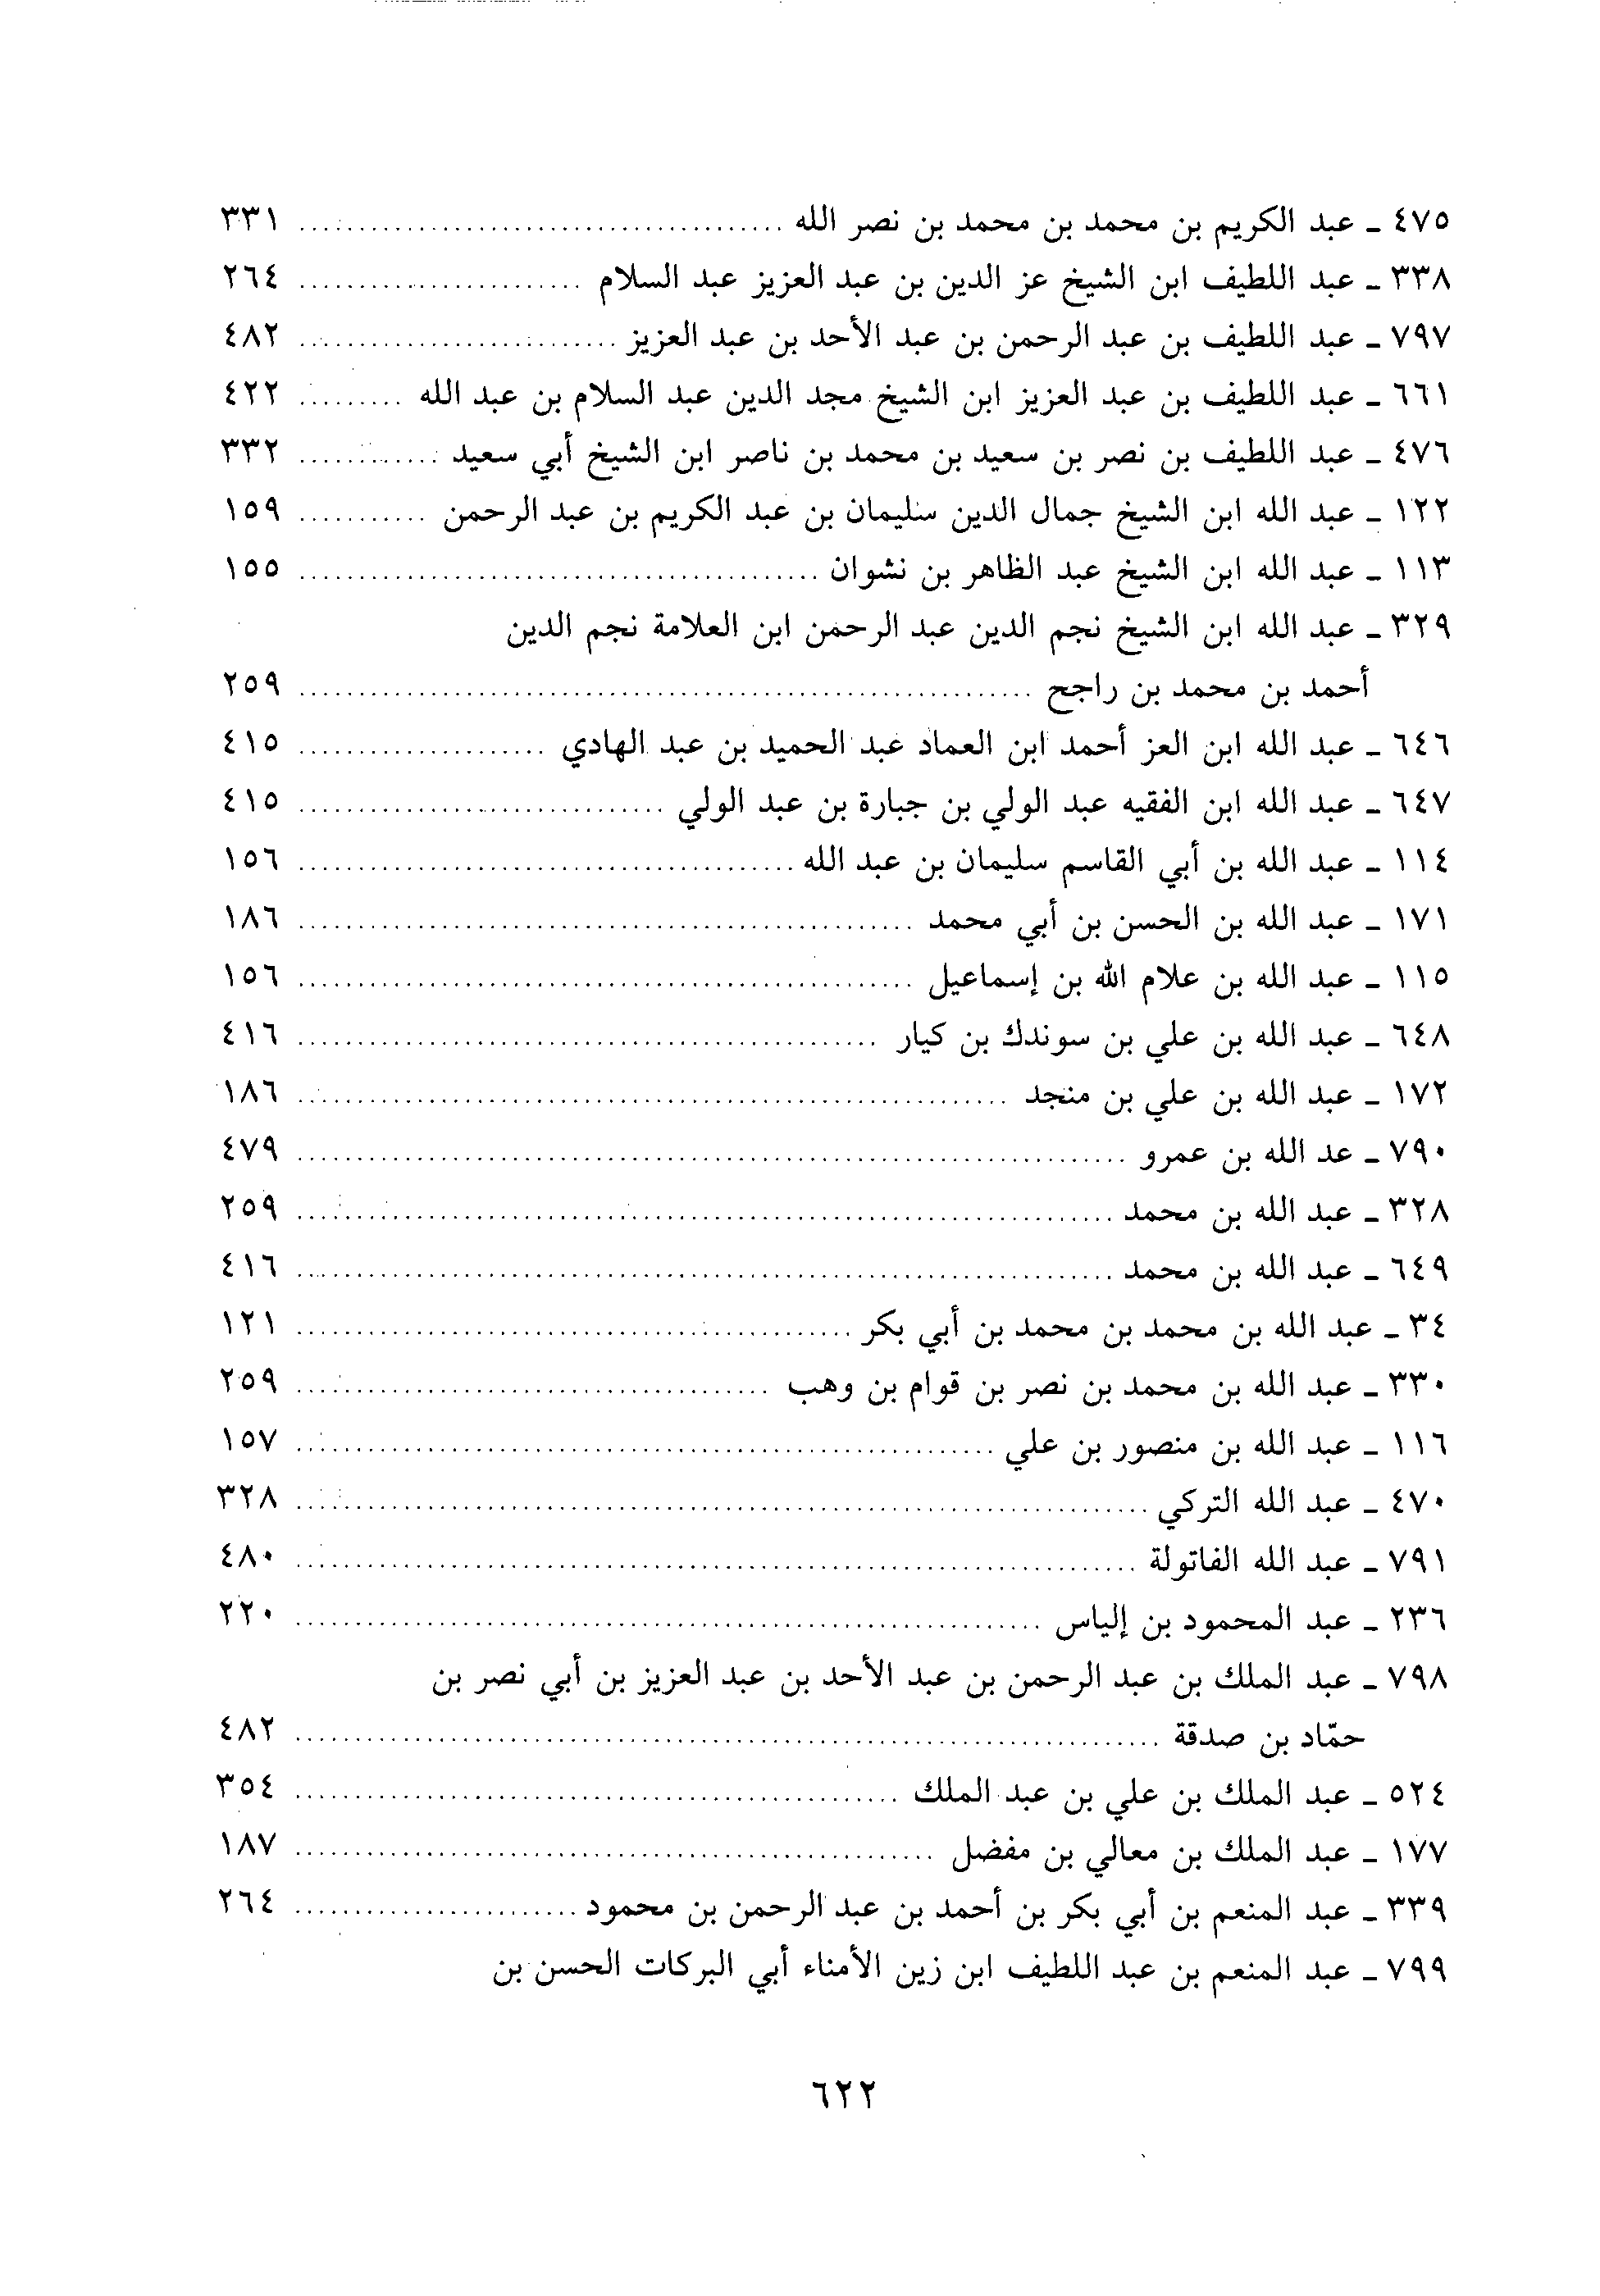 ٤٧٥ ـ عبد الكريم بن محمد بن محمد بن نصر الله ........................................ ٣٣١
٣٣٨ ـ عبد اللطيف ابن الشيخ عز الدين بن عبد العزيز عبد السلام ........................ ٢٦٤
٧٩٧ ـ عبد اللطيف بن عبد الرحمن بن عبد الأحد بن عبد العزيز ........................... ٤٨٢
٦٦١ ـ عبد اللطيف بن عبد العزيز ابن الشيخ مجد الدين عبد السلام بن عبد الله ......... ٤٢٢
٤٧٦ ـ عبد اللطيف بن نصر بن سعيد بن محمد بن ناصر ابن الشيخ أبي سعيد ............ ٣٣٢
١٢٢ ـ عبد الله ابن الشيخ جمال الدين سليمان بن عبد الكريم بن عبد الرحمن ........... ١٥٩
١١٣ ـ عبد الله ابن الشيخ عبد الظاهر بن نشوان ............................................ ١٥٥
٣٢٩ ـ عبد الله ابن الشيخ نجم الدين عبد الرحمن ابن العلامة نجم الدين
أحمد بن محمد بن راجح .............................................................. ٢٥٩
٦٤٦ ـ عبد الله ابن العز أحمد ابن العماد عبد الحميد بن عبد الهادي ..................... ٤١٥
٦٤٧ ـ عبد الله ابن الفقيه عبد الولي بن جبارة بن عبد الولي ............................... ٤١٥
١١٤ ـ عبد الله بن أبي القاسم سليمان بن عبد الله .......................................... ١٥٦
١٧١ ـ عبد الله بن الحسن بن أبي محمد .................................................... ١٨٦
١١٥ ـ عبد الله بن علام الله بن إسماعيل .................................................... ١٥٦
٦٤٨ ـ عبد الله بن علي بن سوندك بن كيار ................................................. ٤١٦
١٧٢ ـ عبد الله بن علي بن منجد ............................................................ ١٨٦
٧٩٠ ـ عد الله بن عمرو ...................................................................... ٤٧٩
٣٢٨ ـ عبد الله بن محمد ..................................................................... ٢٥٩
٦٤٩ ـ عبد الله بن محمد ..................................................................... ٤١٦
٣٤ ـ عبد الله بن محمد بن محمد بن أبي بكر ............................................... ١٢١
٣٣٠ ـ عبد الله بن محمد بن نصر بن قوام بن وهب ........................................ ٢٥٩
١١٦ ـ عبد الله بن منصور بن علي ........................................................... ١٥٧
٤٧٠ ـ عبد الله التركي ........................................................................ ٣٢٨
٧٩١ ـ عبد الله الفاتولة ....................................................................... ٤٨٠
٢٣٦ ـ عبد المحمود بن إلياس ............................................................... ٢٢٠
٧٩٨ ـ عبد الملك بن عبد الرحمن بن عبد الأحد بن عبد العزيز بن أبي نصر بن
حمّاد بن صدقة ......................................................................... ٤٨٢
٥٢٤ ـ عبد الملك بن علي بن عبد الملك ................................................... ٣٥٤
١٧٧ ـ عبد الملك بن معالي بن مفضل ...................................................... ١٨٧
٣٣٩ ـ عبد المنعم بن أبي بكر بن أحمد بن عبد الرحمن بن محمود ........................ ٢٦٤
٧٩٩ ـ عبد المنعم بن عبد اللطيف ابن زين الأمناء أبي البركات الحسن بن
٦٢٢